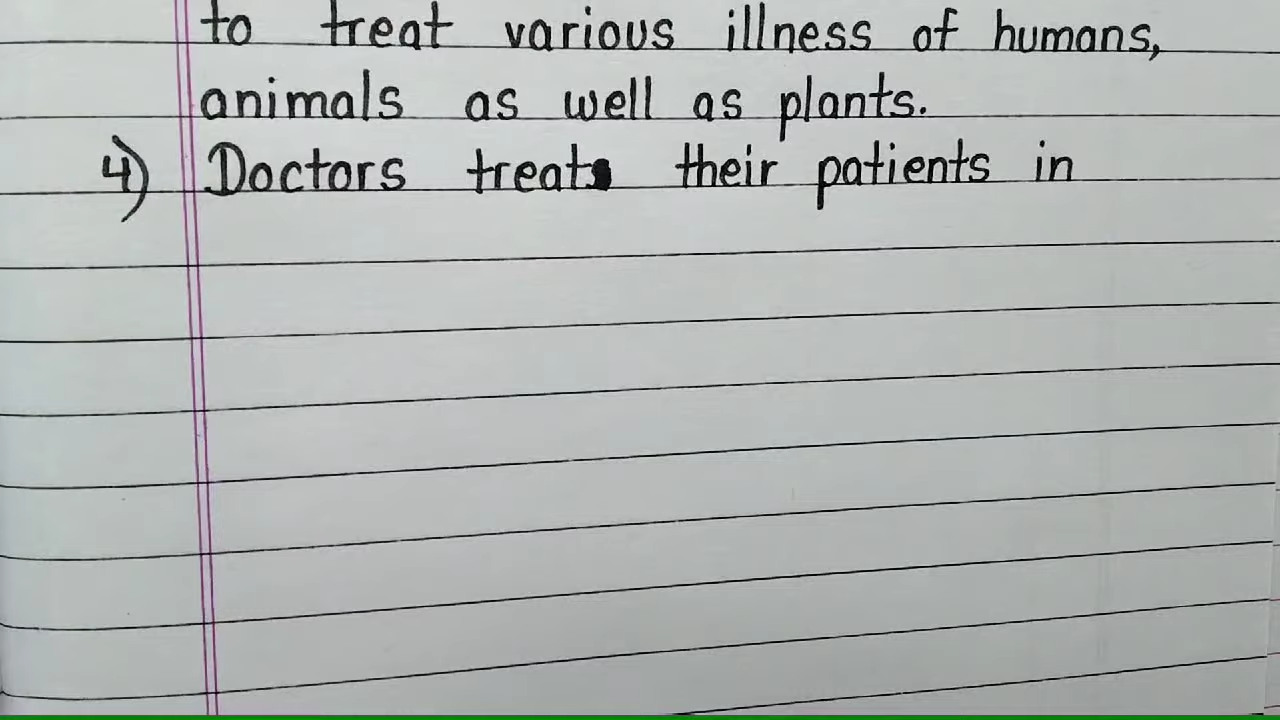 to treat various illness of humans,
animals as well as plants.
4) Doctors treats their patients in